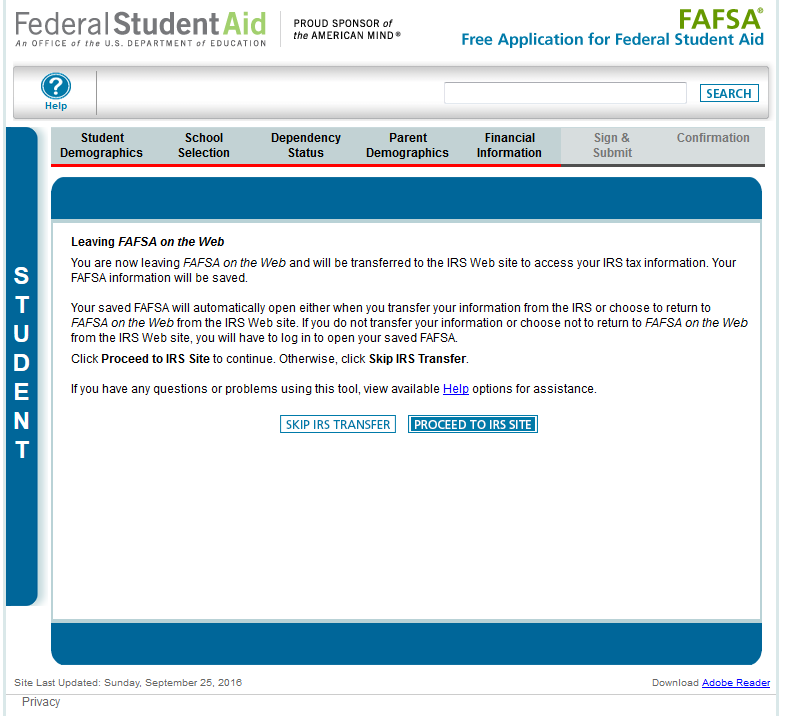 Federal Student Aid
An OFFICE of the U.S. DEPARTMENT of EDUCATION
PROUD SPONSOR of
the AMERICAN MIND®
FAFSA®
Free Application for Federal Student Aid
?
Help
SEARCH
Student Demographics
School Selection
Dependency Status
Parent Demographics
Financial Information
Sign & Submit
Confirmation
STUDENT
Leaving FAFSA on the Web
You are now leaving FAFSA on the Web and will be transferred to the IRS Web site to access your IRS tax information. Your
FAFSA information will be saved.
Your saved FAFSA will automatically open either when you transfer your information from the IRS or choose to return to
FAFSA on the Web from the IRS Web site. If you do not transfer your information or choose not to return to FAFSA on the Web
from the IRS Web site, you will have to log in to open your saved FAFSA.
Click Proceed to IRS Site to continue. Otherwise, click Skip IRS Transfer.
If you have any questions or problems using this tool, view available Help options for assistance.
SKIP IRS TRANSFER
PROCEED TO IRS SITE
Site Last Updated: Sunday, September 25, 2016
Download Adobe Reader
Privacy